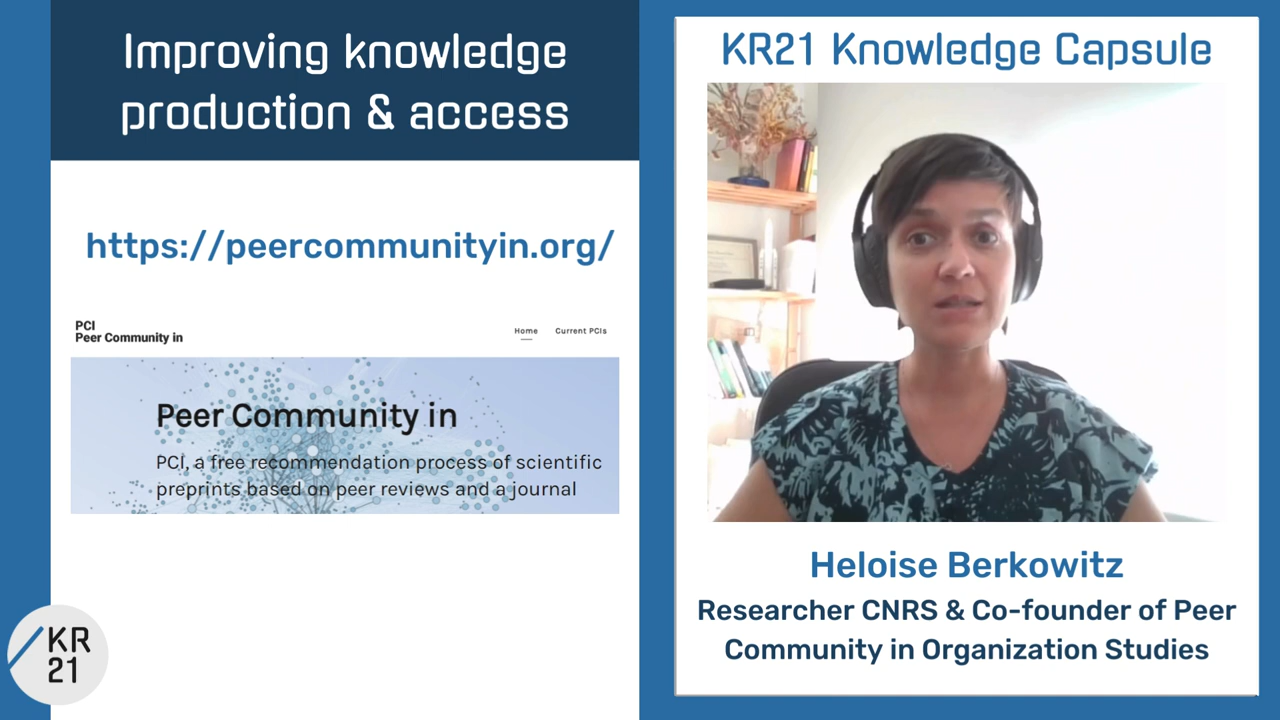 Improving knowledge
production & access
https://peercommunityin.org/
PCI
Peer Community in
Home
Current PCIs
Peer Community in
PCI, a free recommendation process of scientific
preprints based on peer reviews and a journal
KR
21
KR21 Knowledge Capsule
Heloise Berkowitz
Researcher CNRS & Co-founder of Peer
Community in Organization Studies